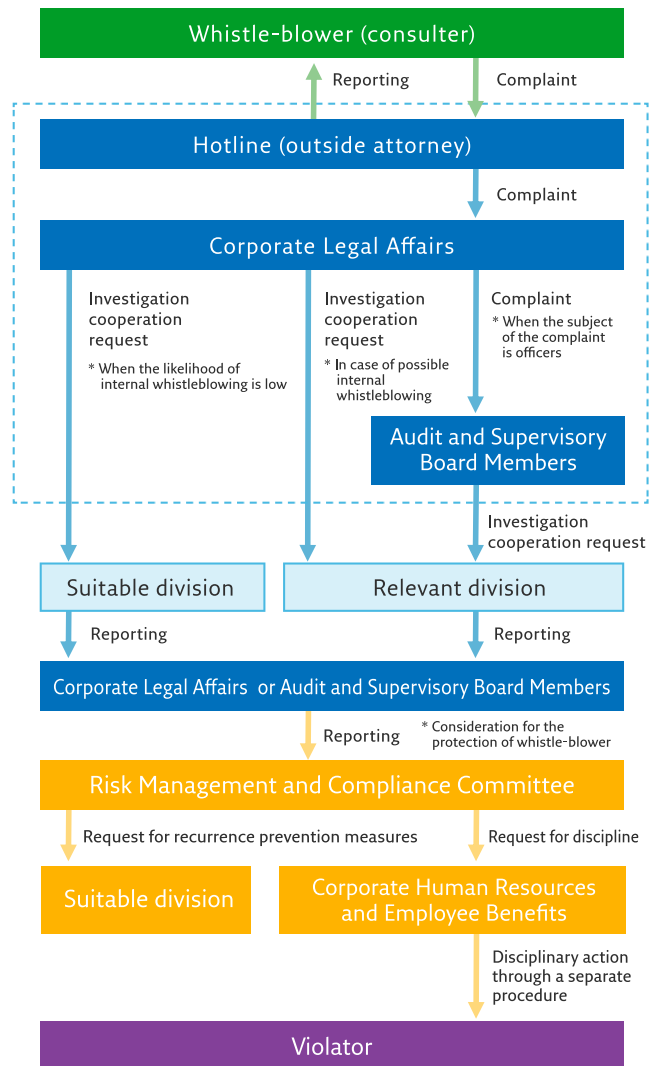 Whistle-blower (consulter)
Reporting
Complaint
Hotline (outside attorney)
Complaint
Corporate Legal Affairs
Investigation
cooperation
request
* When the likelihood of
internal whistleblowing is low
Investigation
cooperation
request
* In case of possible
internal
whistleblowing
Complaint
* When the subject
of the complaint
is officers
Audit and Supervisory
Board Members
Investigation
cooperation request
Suitable division
Relevant division
Reporting
Reporting
Corporate Legal Affairs or Audit and Supervisory Board Members
Reporting
* Consideration for the
protection of whistle-blower
Risk Management and Compliance Committee
Request for recurrence prevention measures
Request for discipline
Suitable division
Corporate Human Resources
and Employee Benefits
Disciplinary action
through a separate
procedure
Violator